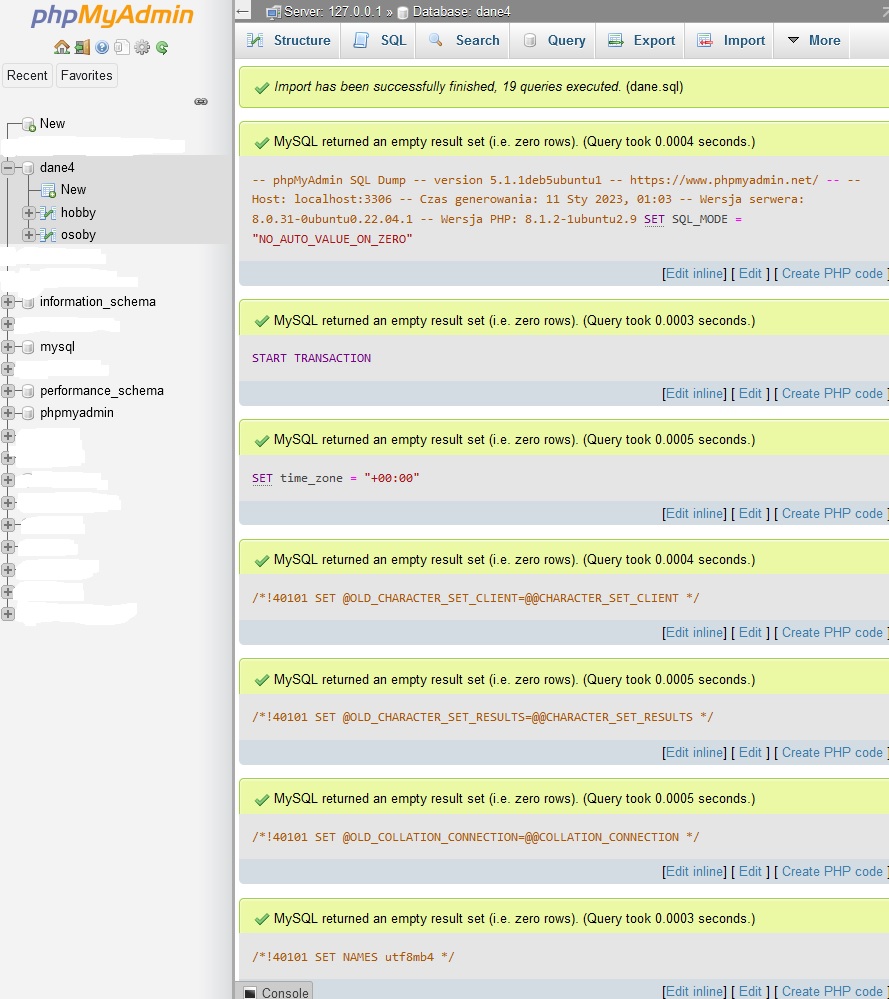 phpMyAdmin
Recent Favorites
New
dane4
New
hobby
osoby
information_schema
mysql
performance_schema
phpmyadmin
← Server: 127.0.0.1 » Database: dane4
Structure SQL Search Query Export Import More
Import has been successfully finished, 19 queries executed. (dane.sql)
MySQL returned an empty result set (i.e. zero rows). (Query took 0.0004 seconds.)
-- phpMyAdmin SQL Dump -- version 5.1.1deb5ubuntu1 -- https://www.phpmyadmin.net/ -- --
Host: localhost:3306 -- Czas generowania: 11 Sty 2023, 01:03 -- Wersja serwera:
8.0.31-0ubuntu0.22.04.1 -- Wersja PHP: 8.1.2-1ubuntu2.9 SET SQL_MODE =
"NO_AUTO_VALUE_ON_ZERO"
[Edit inline] [ Edit ] [ Create PHP code ]
MySQL returned an empty result set (i.e. zero rows). (Query took 0.0003 seconds.)
START TRANSACTION
[Edit inline] [ Edit ] [ Create PHP code ]
MySQL returned an empty result set (i.e. zero rows). (Query took 0.0005 seconds.)
SET time_zone = "+00:00"
[Edit inline] [ Edit ] [ Create PHP code ]
MySQL returned an empty result set (i.e. zero rows). (Query took 0.0004 seconds.)
/*!40101 SET @OLD_CHARACTER_SET_CLIENT=@@CHARACTER_SET_CLIENT */
[Edit inline] [ Edit ] [ Create PHP code ]
MySQL returned an empty result set (i.e. zero rows). (Query took 0.0005 seconds.)
/*!40101 SET @OLD_CHARACTER_SET_RESULTS=@@CHARACTER_SET_RESULTS */
[Edit inline] [ Edit ] [ Create PHP code ]
MySQL returned an empty result set (i.e. zero rows). (Query took 0.0005 seconds.)
/*!40101 SET @OLD_COLLATION_CONNECTION=@@COLLATION_CONNECTION */
[Edit inline] [ Edit ] [ Create PHP code ]
MySQL returned an empty result set (i.e. zero rows). (Query took 0.0003 seconds.)
/*!40101 SET NAMES utf8mb4 */
[Edit inline] [ Edit ] [ Create PHP code ]
Console